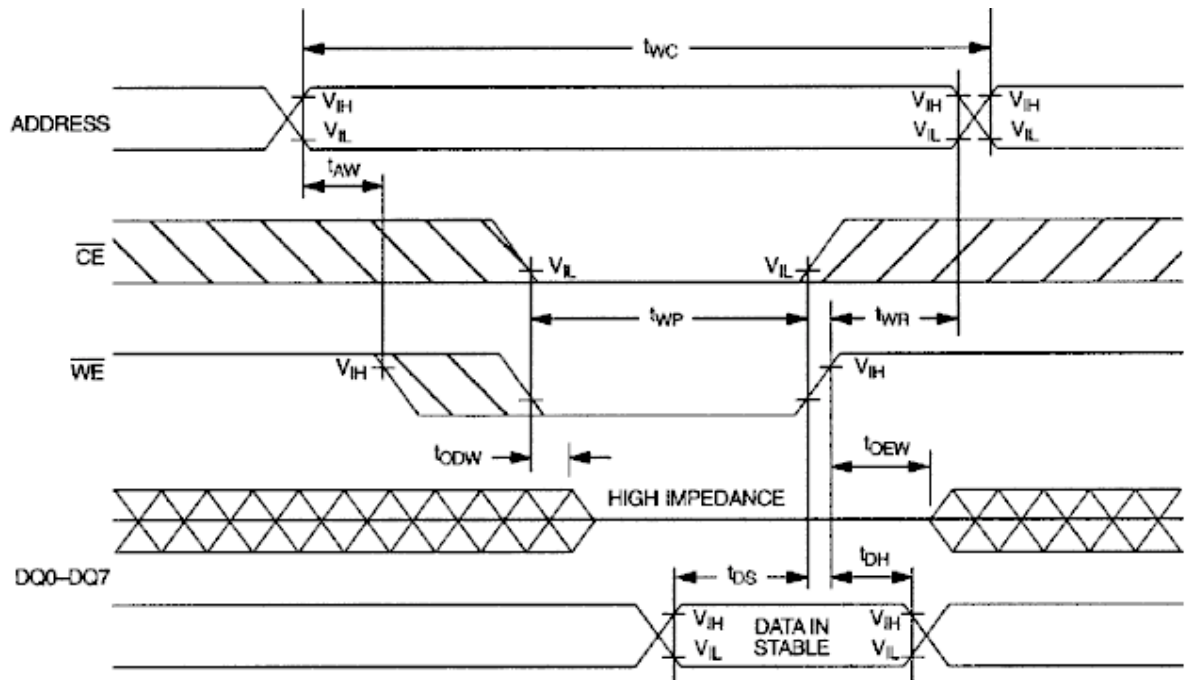 tWC
ADDRESS
VIH VIH VIH
VIL VIL VIL
tAW
CE
VIL VIL
tWP tWR
WE
VIH VIH
tODW tOEW
HIGH IMPEDANCE
DQ0–DQ7
tDS tDH
VIH DATA IN VIH
VIL STABLE VIL